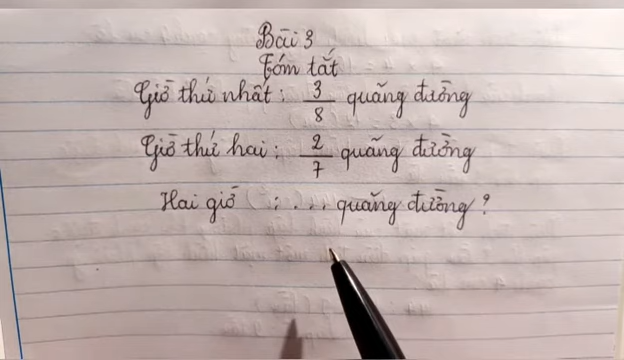 Bài 3
Tóm tắt
Giờ thứ nhất : 3/8 quãng đường
Giờ thứ hai : 2/7 quãng đường
Hai giờ : ... quãng đường ?